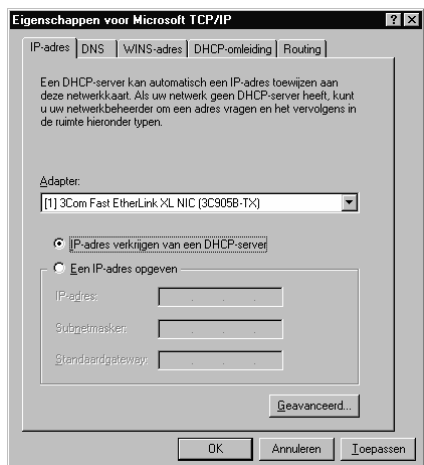 Eigenschappen voor Microsoft TCP/IP
IP-adres DNS WINS-adres DHCP-omleiding Routing
Een DHCP-server kan automatisch een IP-adres toewijzen aan
deze netwerkkaart. Als uw netwerk geen DHCP-server heeft, kunt
u uw netwerkbeheerder om een adres vragen en het vervolgens in
de ruimte hieronder typen.
Adapter:
[1] 3Com Fast EtherLink XL NIC (3C905B-TX)
IP-adres verkrijgen van een DHCP-server
Een IP-adres opgeven
IP-adres:
Subnetmasker:
Standaardgateway:
Geavanceerd...
OK Annuleren Toepassen